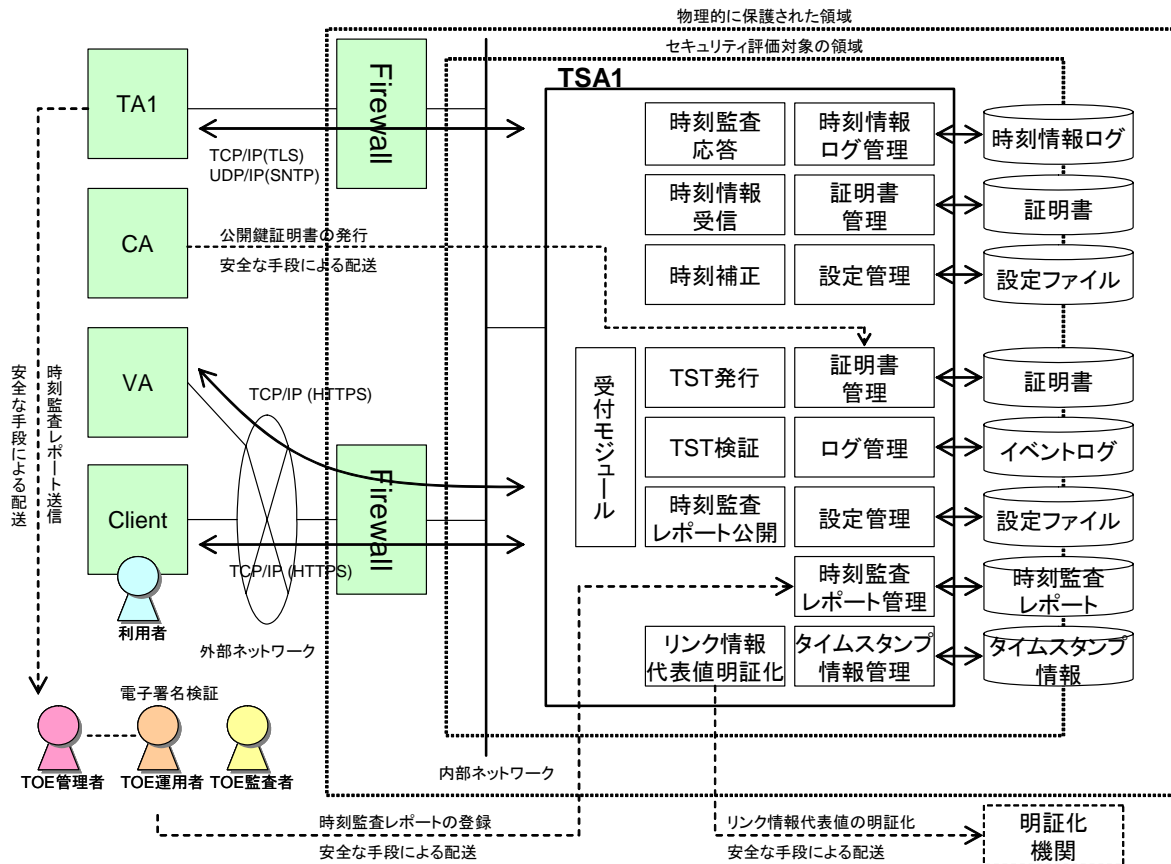 物理的に保護された領域
セキュリティ評価対象の領域
TSA1
TA1
Firewall
TCP/IP(TLS)
UDP/IP(SNTP)
時刻監査
応答
時刻情報
ログ管理
時刻情報ログ
CA
公開鍵証明書の発行
安全な手段による配送
時刻情報
受信
証明書
管理
証明書
時刻補正
設定管理
設定ファイル
VA
TCP/IP (HTTPS)
受付モジュール
TST発行
証明書
管理
証明書
TST検証
ログ管理
イベントログ
Client
Firewall
TCP/IP (HTTPS)
時刻監査
レポート公開
設定管理
設定ファイル
時刻監査レポート送信
安全な手段による配送
利用者
外部ネットワーク
時刻監査
レポート管理
時刻監査
レポート
リンク情報
代表値明証化
タイムスタンプ
情報管理
タイムスタンプ
情報
電子署名検証
TOE管理者
TOE運用者
TOE監査者
内部ネットワーク
時刻監査レポートの登録
安全な手段による配送
リンク情報代表値の明証化
安全な手段による配送
明証化
機関